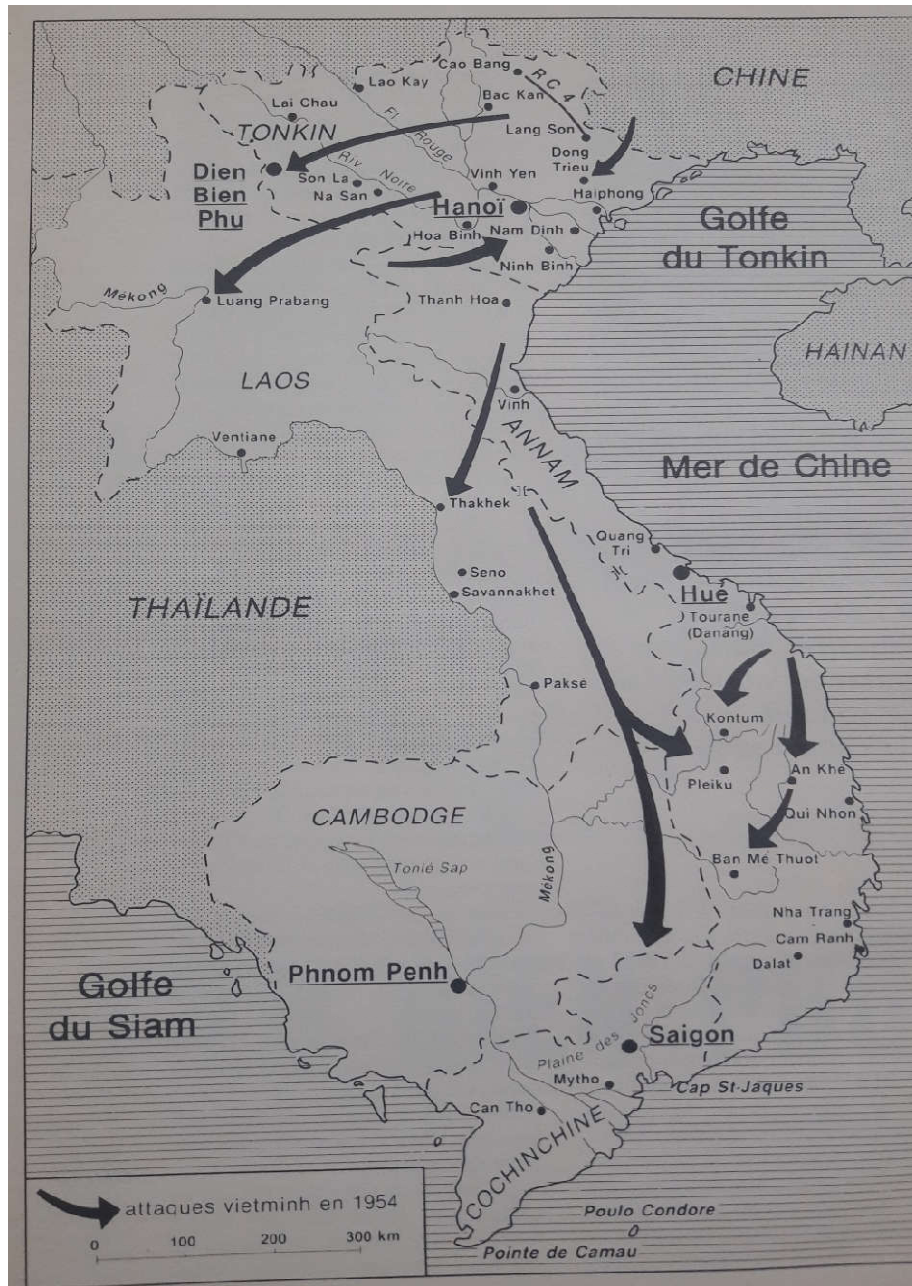 CHINE
Cao Bang
RC 4
Lao Kay
Bac Kan
Lai Chau
Fl. Rouge
TONKIN
Lang Son
Dong
Trieu
Riv. Noire
Vinh Yen
Dien
Bien
Phu
Son La
Na San
Haiphong
Hanoï
Golfe
du Tonkin
Hoa Binh
Nam Dinh
Ninh Binh
Mékong
Luang Prabang
Thanh Hoa
HAINAN
LAOS
Vinh
ANNAM
Ventiane
Mer de Chine
Thakhek
Quang
Tri
Seno
Savannakhet
Hué
THAÏLANDE
Tourane
(Danang)
Paksé
Kontum
Pleiku
An Khê
Qui Nhon
CAMBODGE
Tonlé Sap
Mékong
Ban Mé Thuot
Nha Trang
Cam Ranh
Dalat
Phnom Penh
Golfe
du Siam
Plaine des Joncs
Saigon
Mytho
Cap St-Jaques
Can Tho
COCHINCHINE
attaques vietminh en 1954
0 100 200 300 km
Poulo Condore
Pointe de Camau